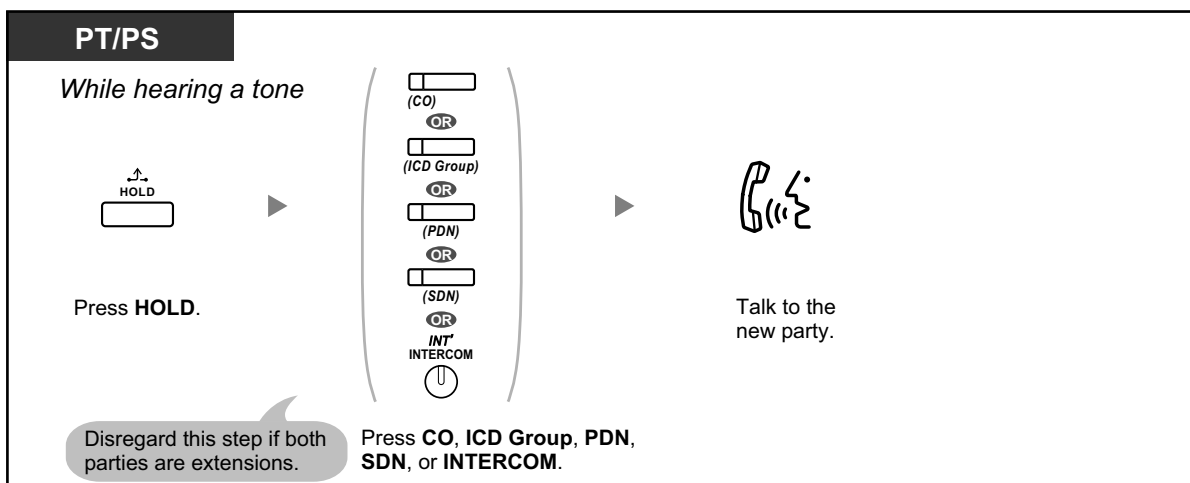 PT/PS
While hearing a tone
HOLD
Press HOLD.
(CO)
OR
(ICD Group)
OR
(PDN)
OR
(SDN)
OR
INT'
INTERCOM
Disregard this step if both
parties are extensions.
Press CO, ICD Group, PDN,
SDN, or INTERCOM.
Talk to the
new party.